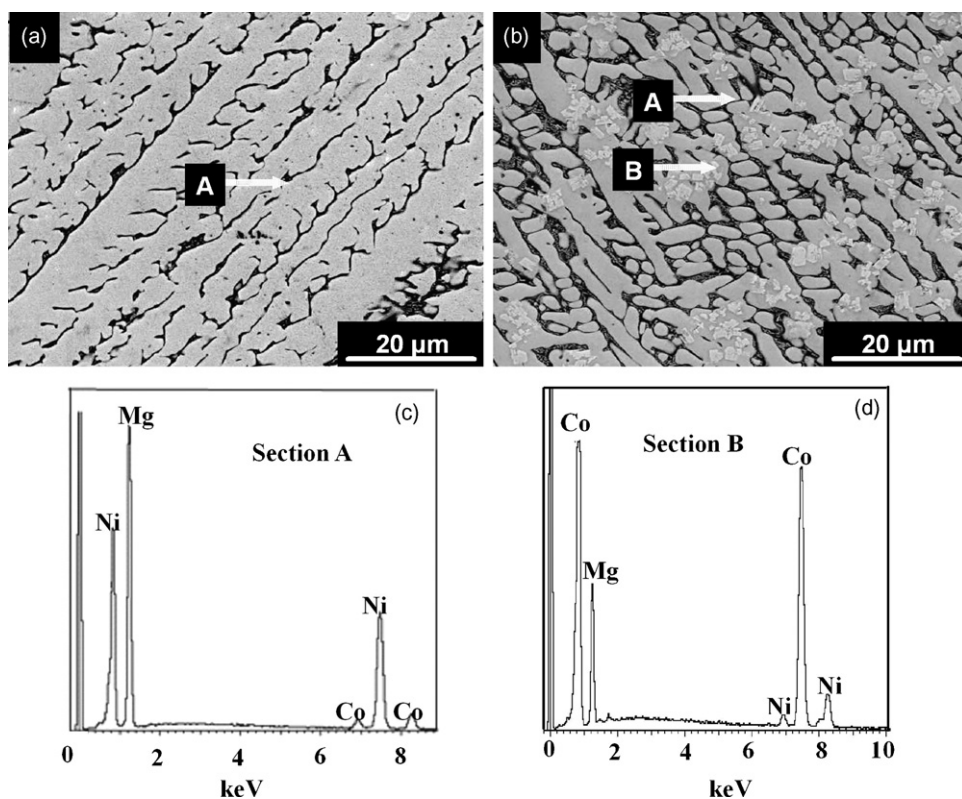 (a)
A
20 µm
(b)
A
B
20 µm
(c)
Mg
Section A
Ni
Ni
Co
Co
0 2 4 6 8
keV
(d)
Co
Section B
Co
Mg
Ni
Ni
0 2 4 6 8 10
keV